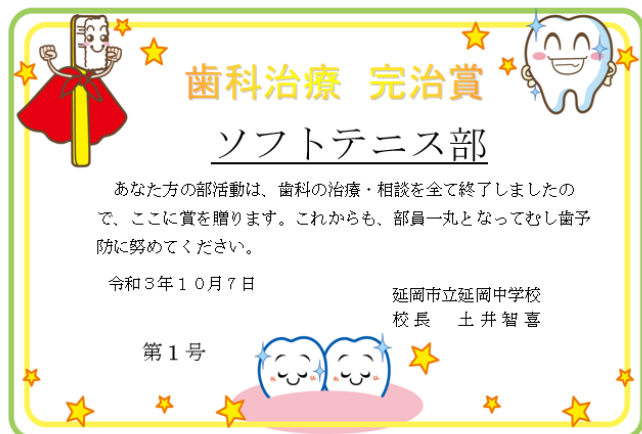 歯科治療 完治賞
ソフトテニス部
あなた方の部活動は、歯科の治療・相談を全て終了しましたの
で、ここに賞を贈ります。これからも、部員一丸となってむし歯予
防に努めてください。
令和３年１０月７日
延岡市立延岡中学校
校長 土井智喜
第１号